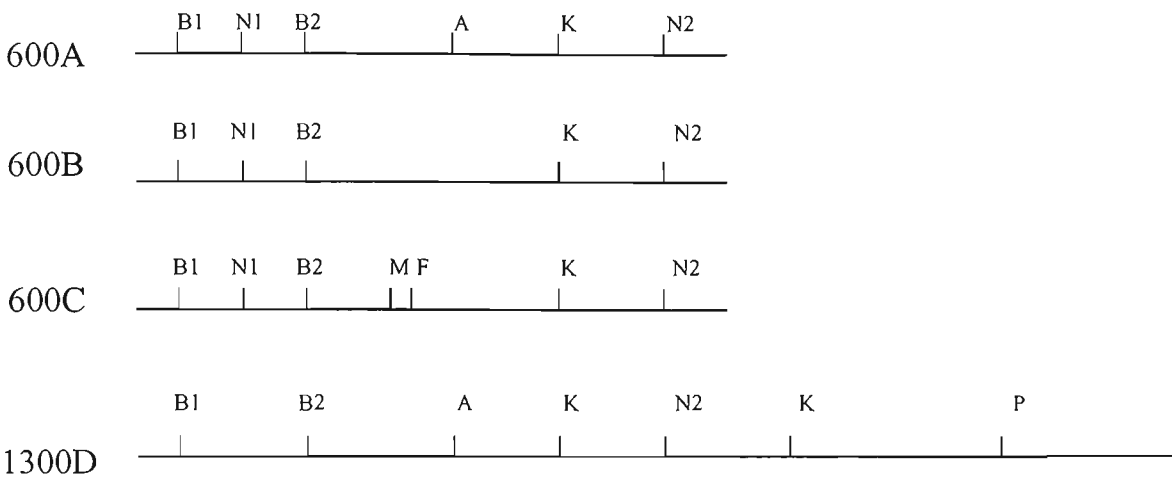 B1 N1 B2 A K N2
600A
B1 N1 B2 K N2
600B
B1 N1 B2 M F K N2
600C
B1 B2 A K N2 K P
1300D